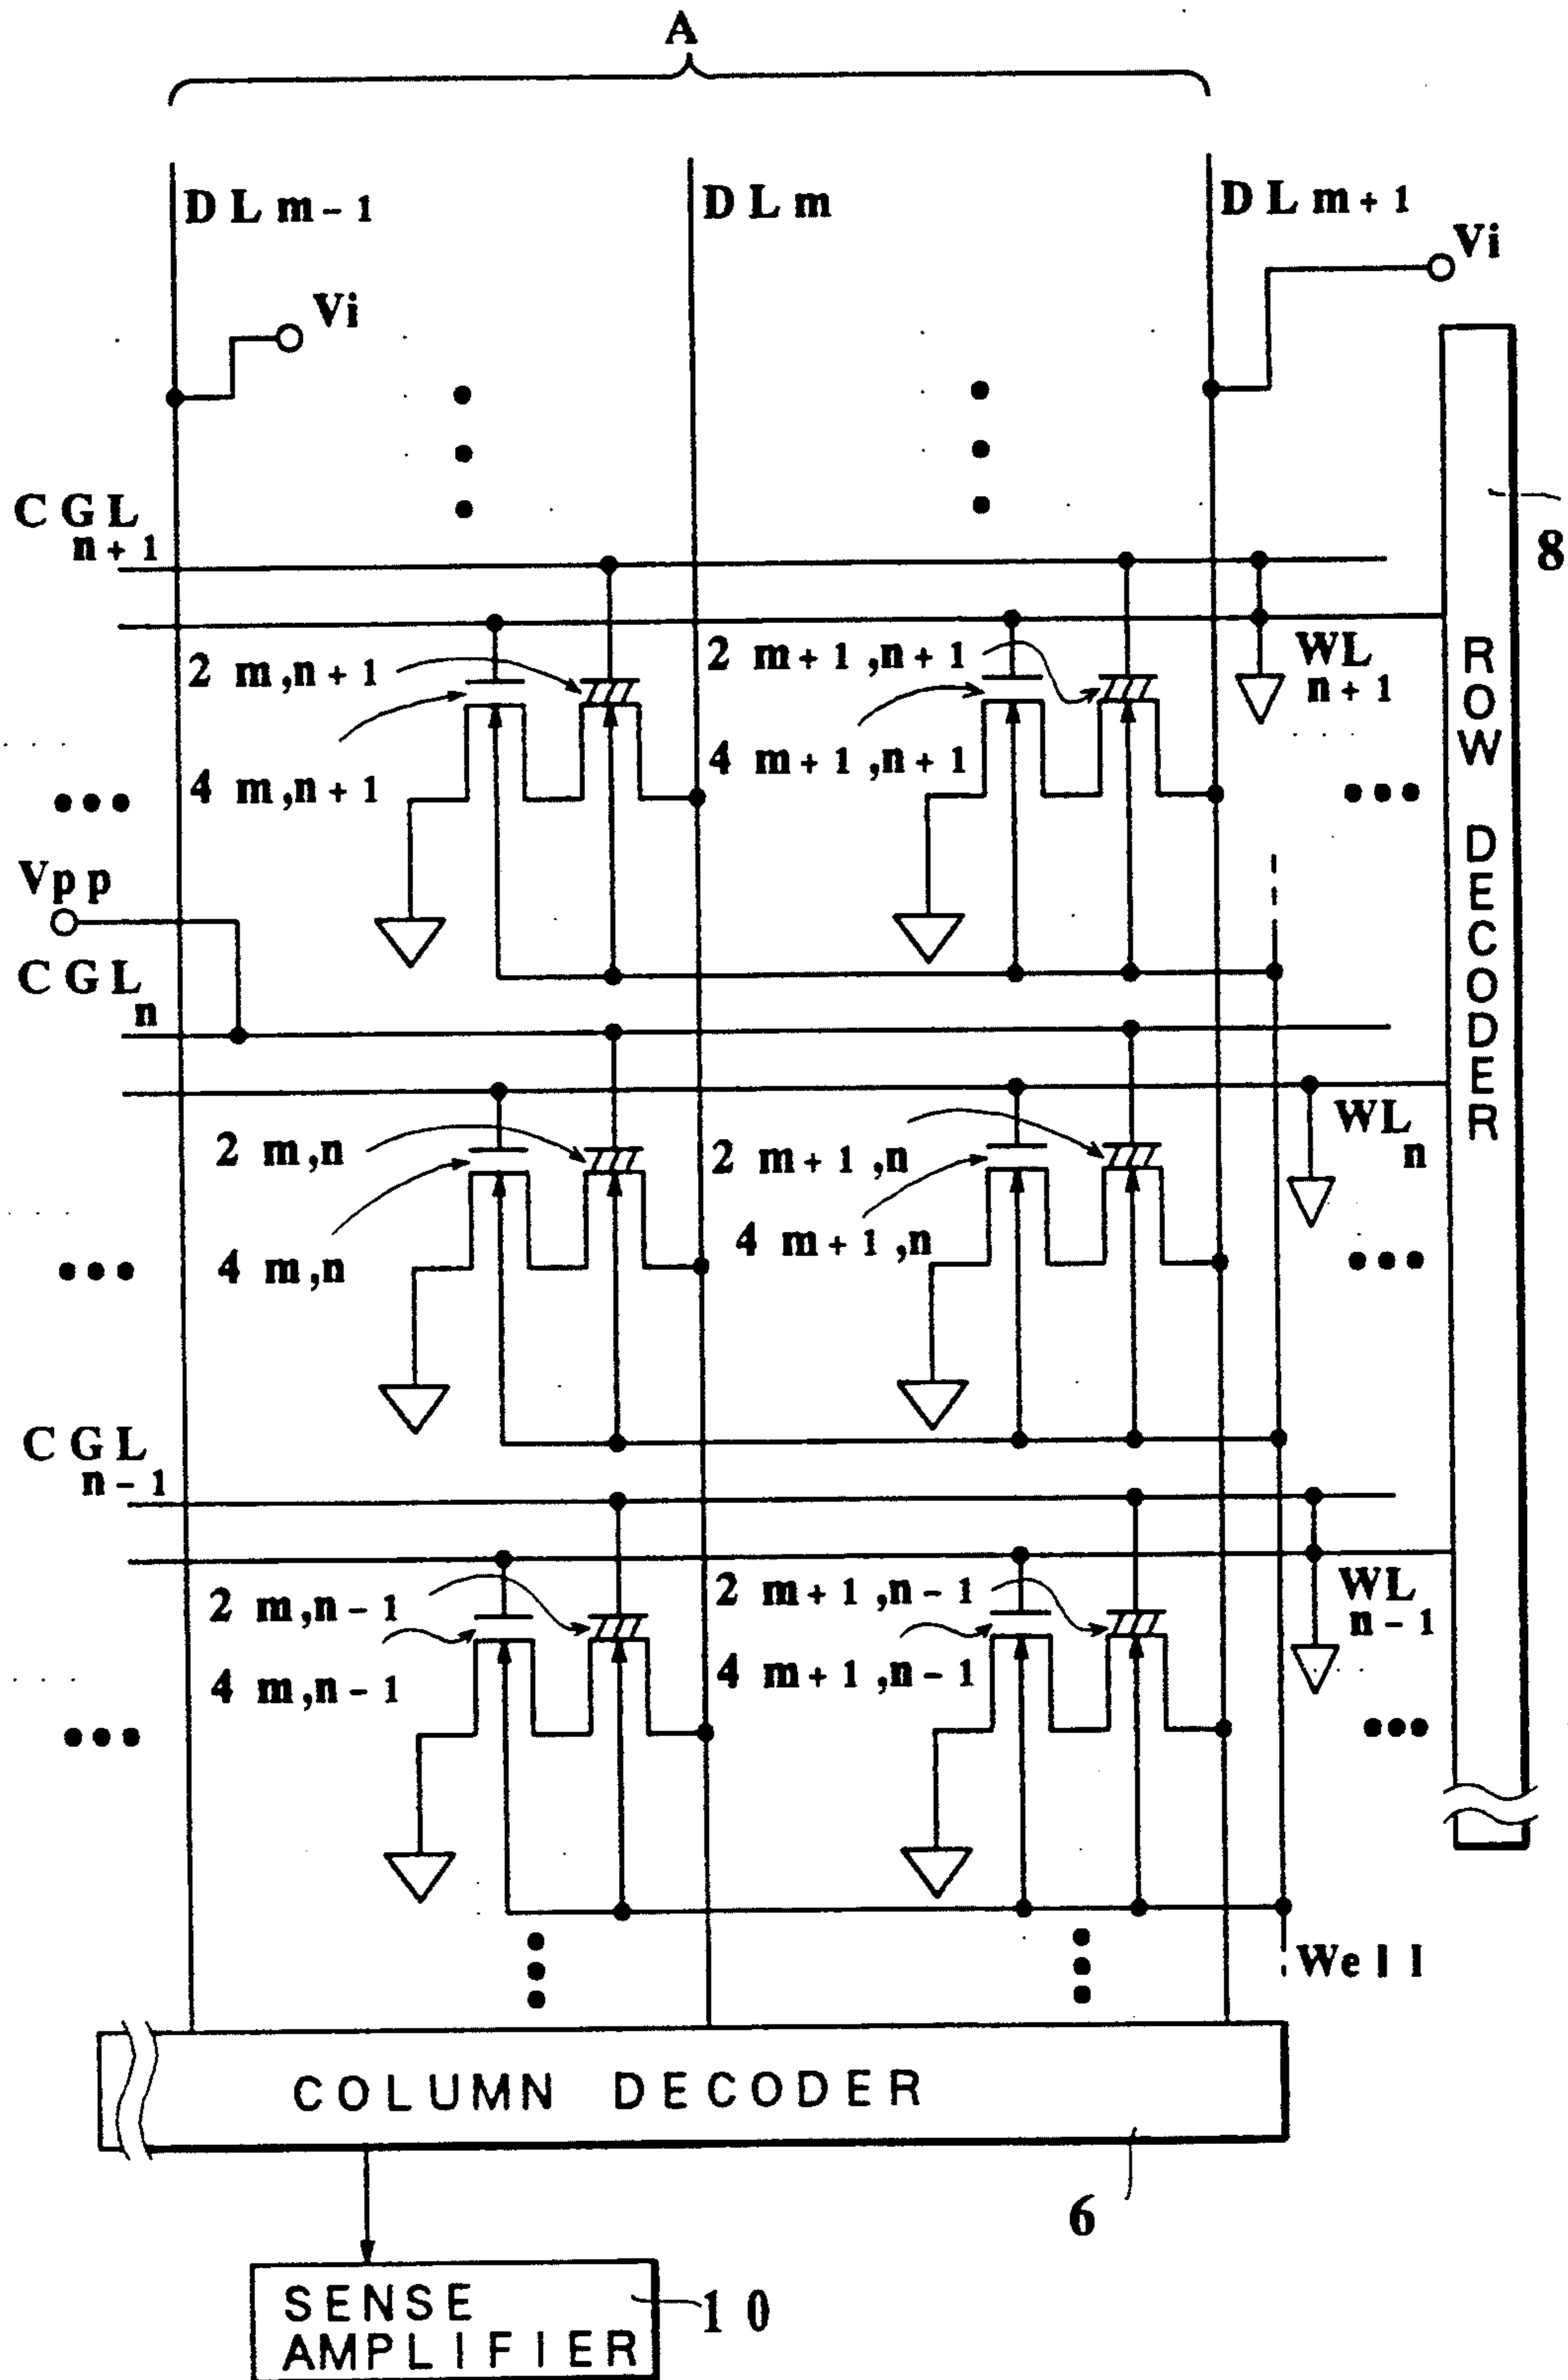 A
DLm-1
DLm
DLm+1
Vi
Vi
CGL
n+1
8
2 m,n+1
2 m+1,n+1
WL
n+1
4 m,n+1
4 m+1,n+1
ROW DECODER
Vpp
CGL
n
2 m,n
2 m+1,n
WL
n
4 m,n
4 m+1,n
CGL
n-1
2 m,n-1
2 m+1,n-1
WL
n-1
4 m,n-1
4 m+1,n-1
Well
COLUMN DECODER
6
SENSE
AMPLIFIER
10